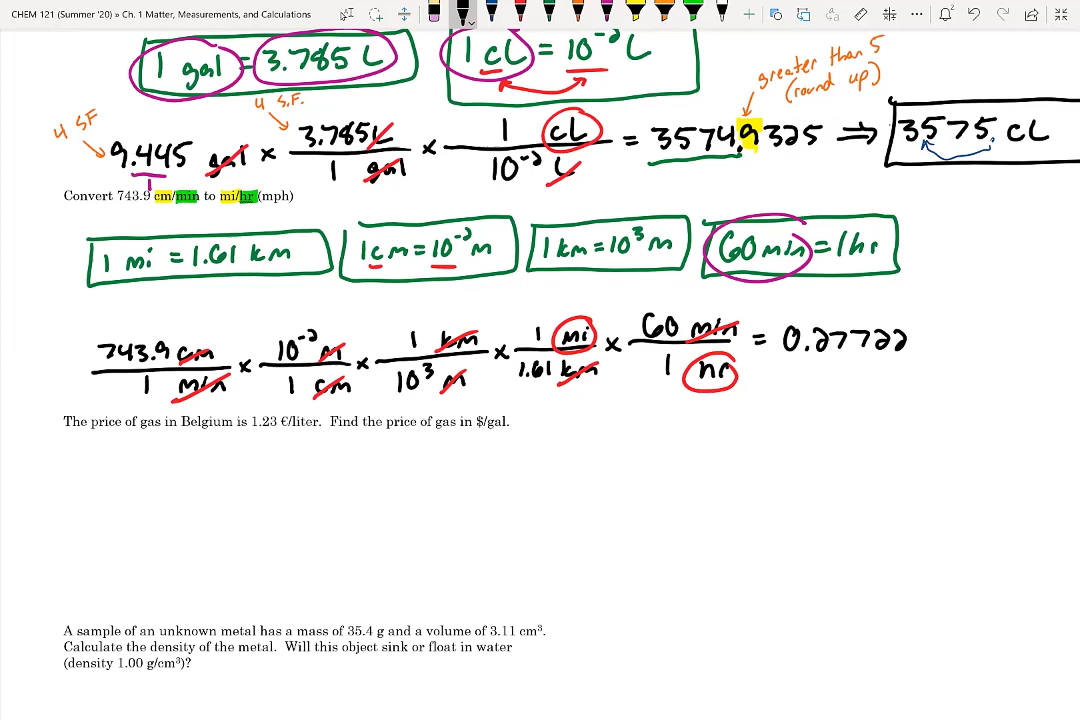 CHEM 121 (Summer '20) » Ch. 1 Matter, Measurements, and Calculations
1 gal = 3.785 L
1 cL = 10⁻² L
greater than 5
(round up)
4 SF
4 S.F.
9.445 gal × 3.785L / 1 gal × 1 cL / 10⁻² L = 3574.9325 ⇒ 3575. cL
Convert 743.9 cm/min to mi/hr (mph)
1 mi = 1.61 km
1cm = 10⁻² m
1 km = 10³ m
60 min = 1hr
743.9 cm / 1 min × 10⁻² m / 1 cm × 1 km / 10³ m × 1 mi / 1.61 km × 60 min / 1 hr = 0.27722
The price of gas in Belgium is 1.23 €/liter. Find the price of gas in $/gal.
A sample of an unknown metal has a mass of 35.4 g and a volume of 3.11 cm³.
Calculate the density of the metal. Will this object sink or float in water
(density 1.00 g/cm³)?